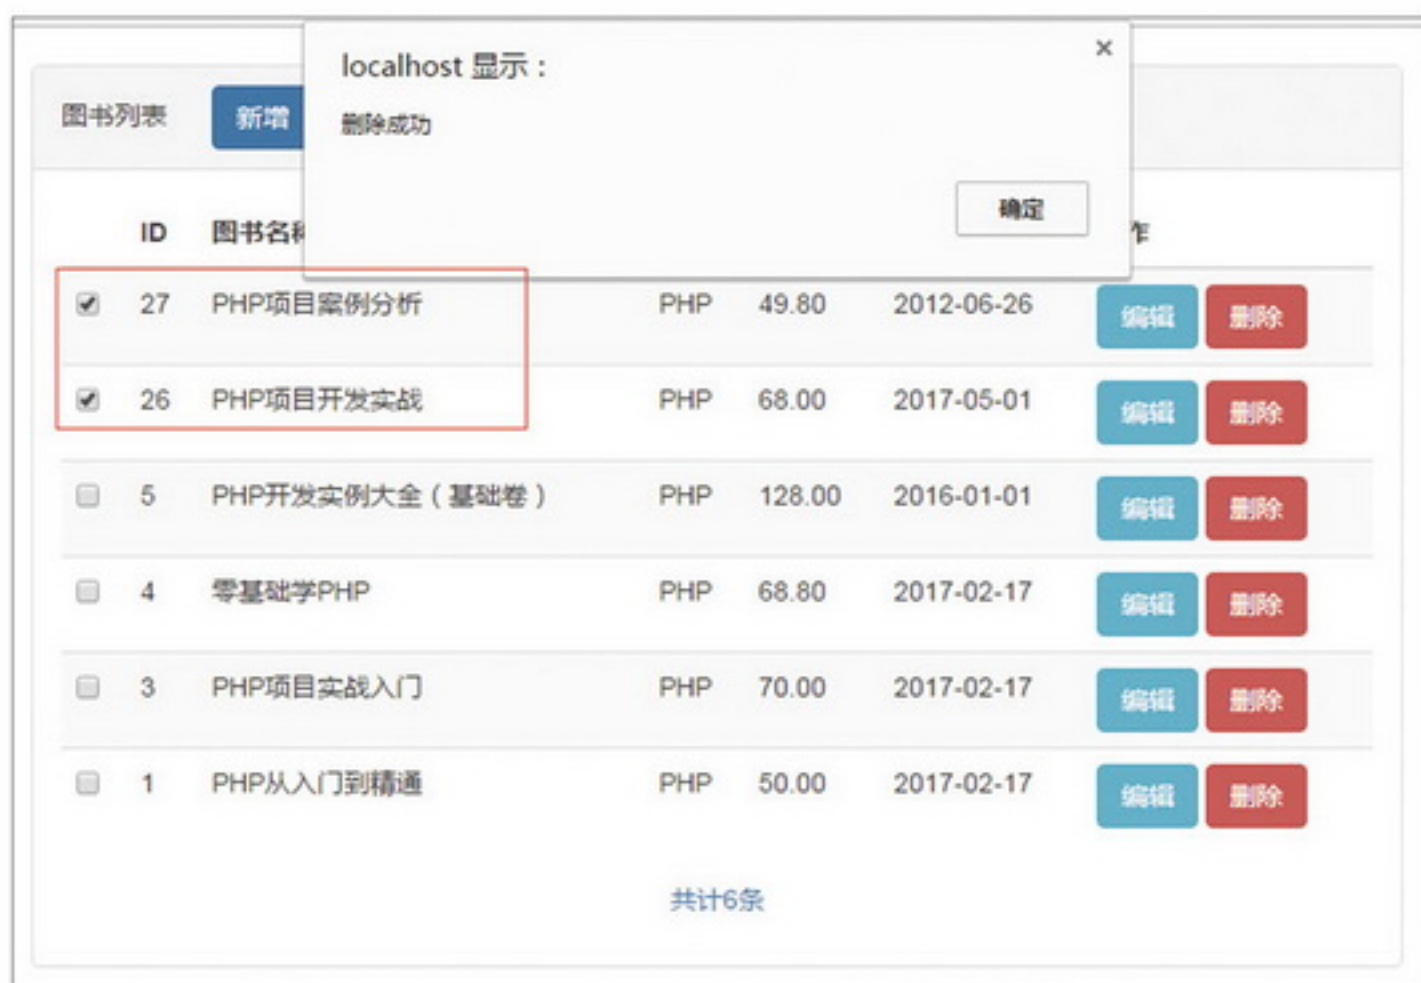 localhost 显示：
删除成功
确定
图书列表 新增
ID 图书名
27 PHP项目案例分析 PHP 49.80 2012-06-26 编辑 删除
26 PHP项目开发实战 PHP 68.00 2017-05-01 编辑 删除
5 PHP开发实例大全（基础卷） PHP 128.00 2016-01-01 编辑 删除
4 零基础学PHP PHP 68.80 2017-02-17 编辑 删除
3 PHP项目实战入门 PHP 70.00 2017-02-17 编辑 删除
1 PHP从入门到精通 PHP 50.00 2017-02-17 编辑 删除
共计6条